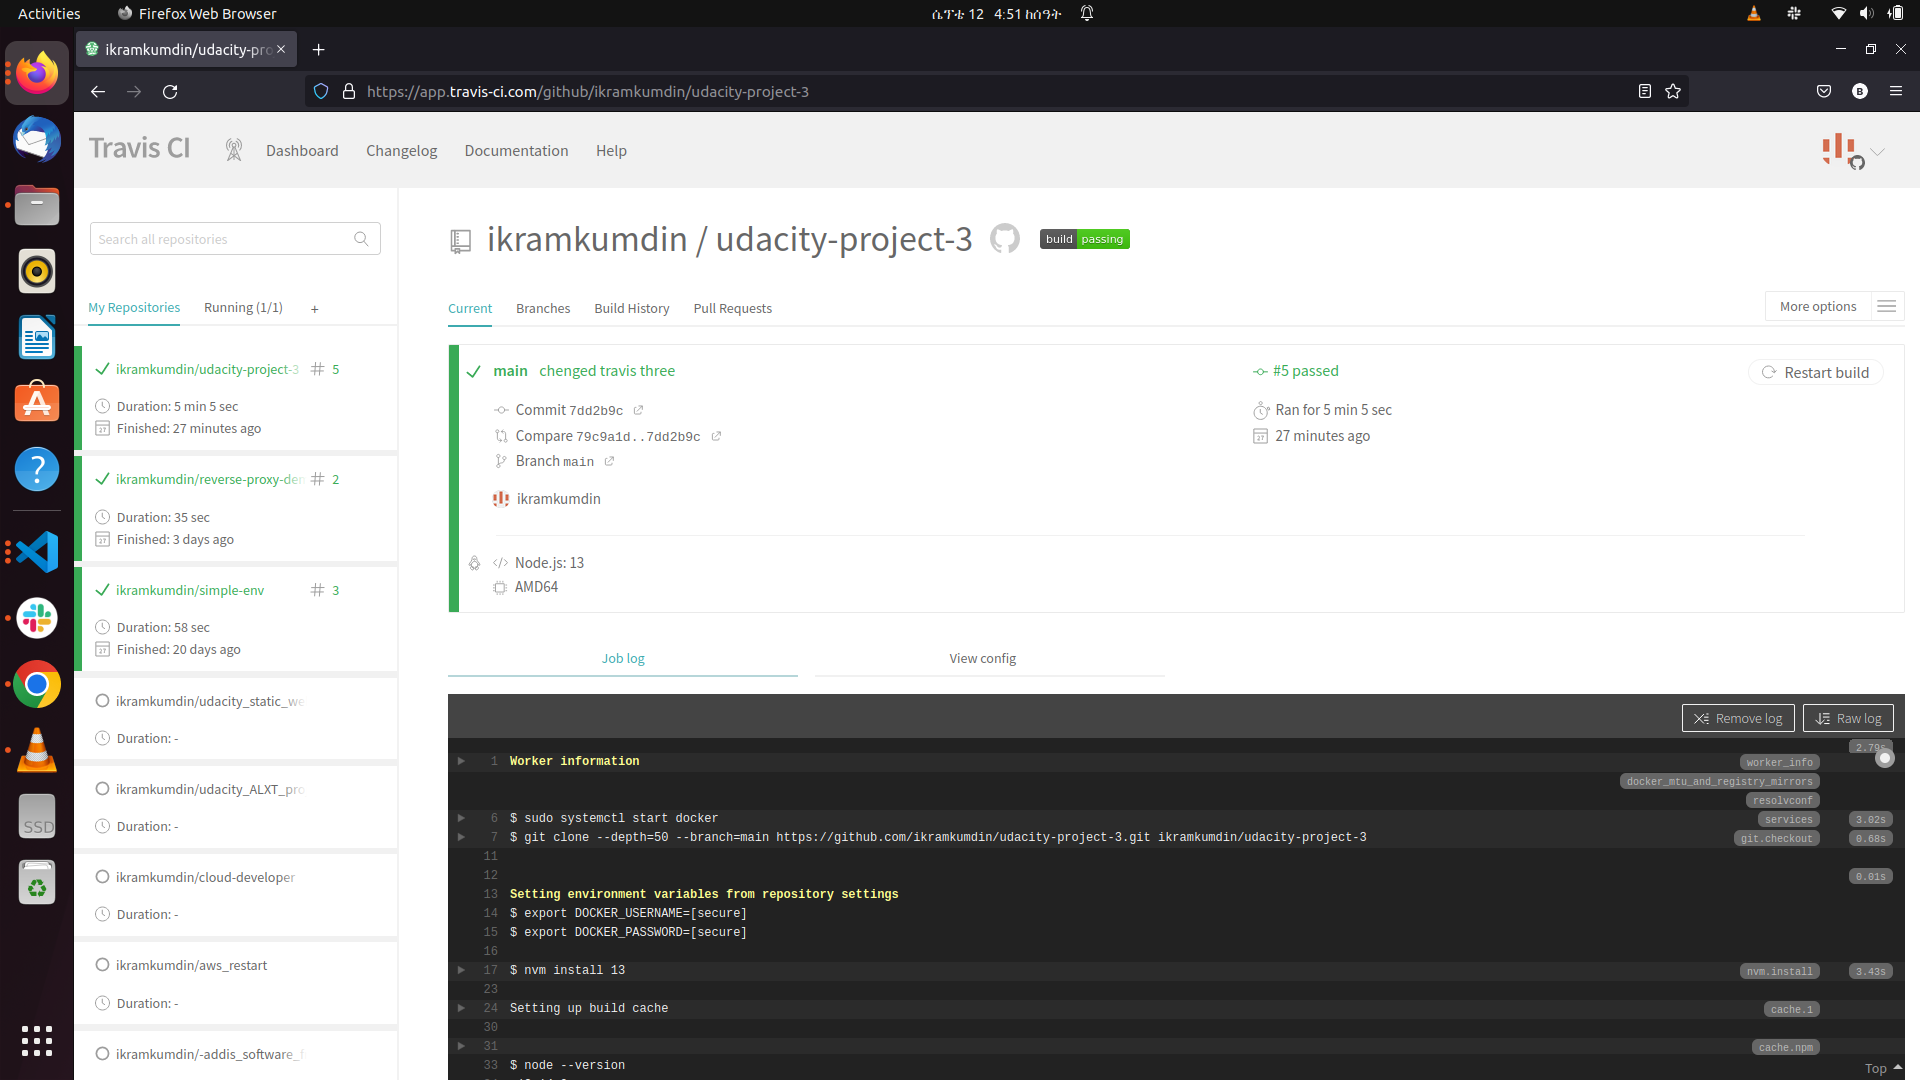 Activities
Firefox Web Browser
ሴፕቴ 12 4:51 ከሰዓት
ikramkumdin/udacity-pro
https://app.travis-ci.com/github/ikramkumdin/udacity-project-3
B
Travis CI
Dashboard
Changelog
Documentation
Help
Search all repositories
My Repositories
Running (1/1)
+
ikramkumdin/udacity-project-3
# 5
Duration: 5 min 5 sec
Finished: 27 minutes ago
ikramkumdin/reverse-proxy-den
# 2
Duration: 35 sec
Finished: 3 days ago
ikramkumdin/simple-env
# 3
Duration: 58 sec
Finished: 20 days ago
ikramkumdin/udacity_static_we
Duration: -
ikramkumdin/udacity_ALXT_pro
Duration: -
ikramkumdin/cloud-developer
Duration: -
ikramkumdin/aws_restart
Duration: -
ikramkumdin/-addis_software_f
SSD
ikramkumdin / udacity-project-3
build passing
Current
Branches
Build History
Pull Requests
More options
main chenged travis three
#5 passed
Restart build
Commit 7dd2b9c
Ran for 5 min 5 sec
Compare 79c9a1d..7dd2b9c
27 minutes ago
Branch main
ikramkumdin
Node.js: 13
AMD64
Job log
View config
Remove log
Raw log
2.79s
1 Worker information
worker_info
docker_mtu_and_registry_mirrors
resolvconf
6 $ sudo systemctl start docker
services
3.02s
7 $ git clone --depth=50 --branch=main https://github.com/ikramkumdin/udacity-project-3.git ikramkumdin/udacity-project-3
git.checkout
0.68s
11
12
0.01s
13 Setting environment variables from repository settings
14 $ export DOCKER_USERNAME=[secure]
15 $ export DOCKER_PASSWORD=[secure]
16
17 $ nvm install 13
nvm.install
3.43s
23
24 Setting up build cache
cache.1
30
31
cache.npm
33 $ node --version
Top